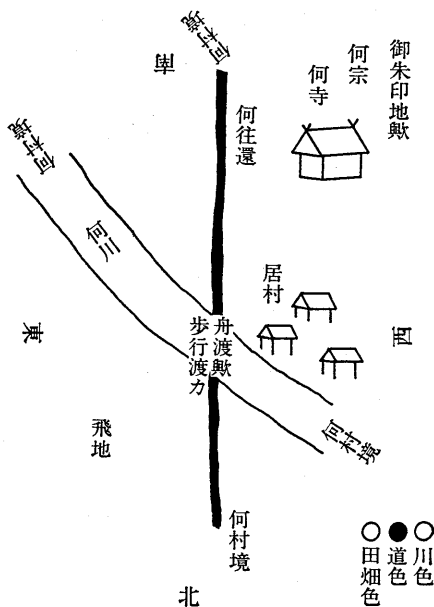 御朱印地歟
何宗
何寺
何村境
南
何往還
何村境
何川
居村
西
東
舟渡歟
歩行渡カ
飛地
何村境
何村境
北
川色
道色
田畑色